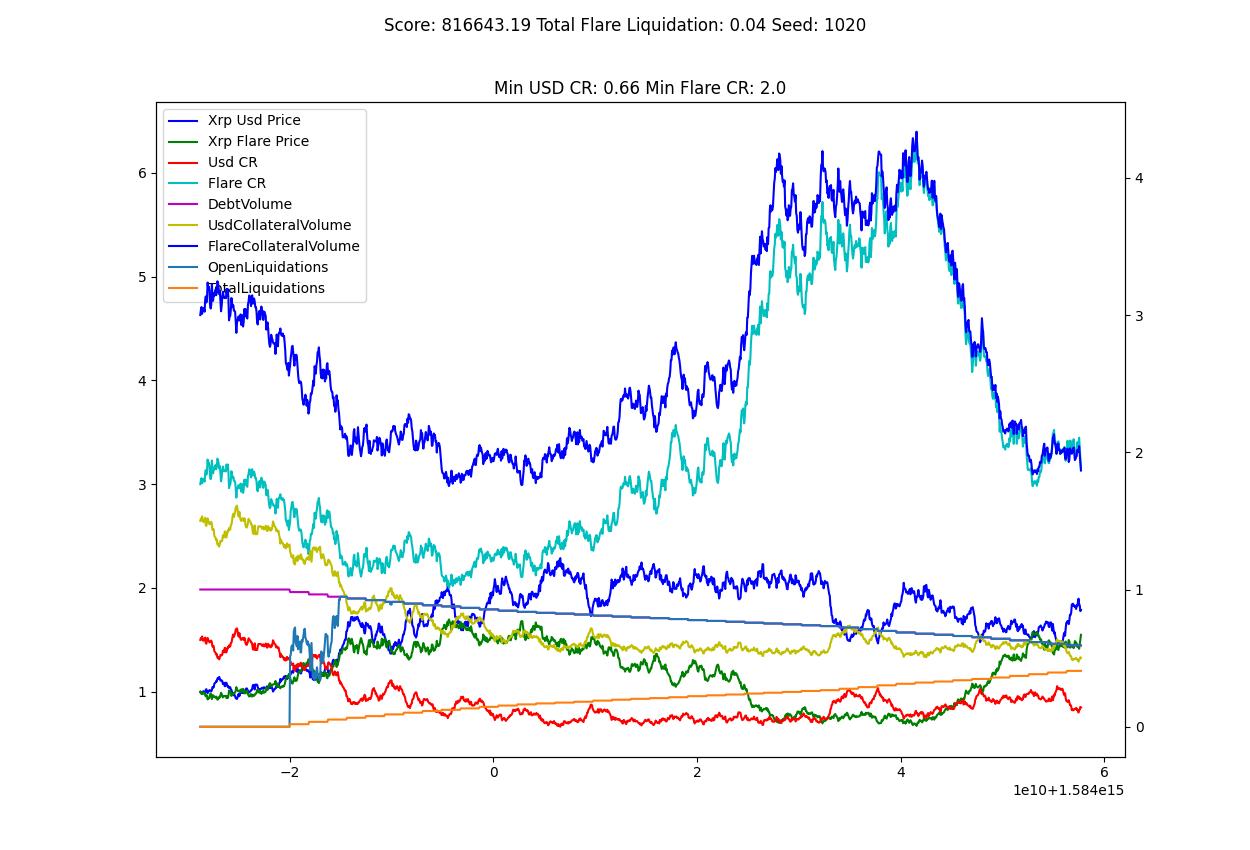 Score: 816643.19 Total Flare Liquidation: 0.04 Seed: 1020
Min USD CR: 0.66 Min Flare CR: 2.0
Xrp Usd Price
Xrp Flare Price
Usd CR
Flare CR
DebtVolume
UsdCollateralVolume
FlareCollateralVolume
OpenLiquidations
TotalLiquidations
6
5
4
3
2
1
4
3
2
1
0
−2
0
2
4
6
1e10+1.584e15